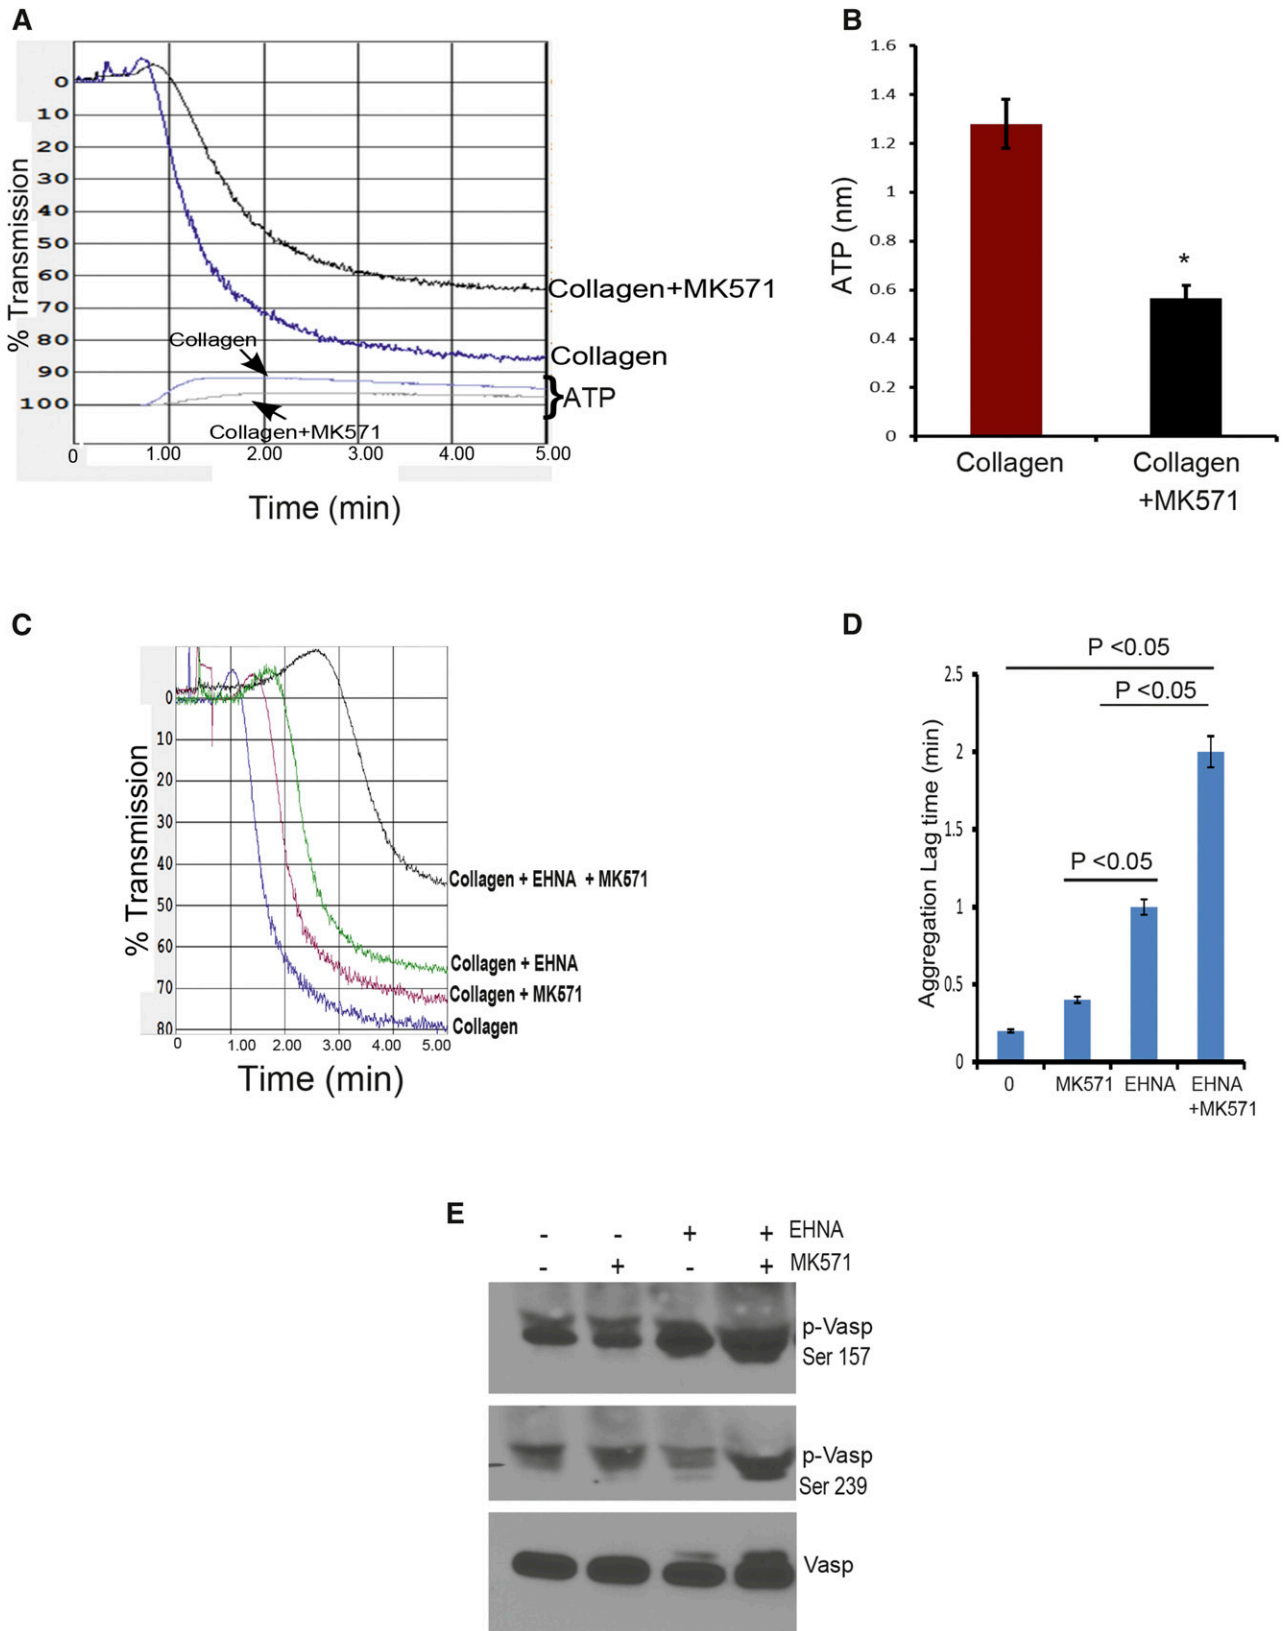 A
% Transmission
0
10
20
30
40
50
60
70
80
90
100
Collagen+MK571
Collagen
Collagen
}ATP
Collagen+MK571
0 1.00 2.00 3.00 4.00 5.00
Time (min)
B
ATP (nm)
1.6
1.4
1.2
1
0.8
0.6
0.4
0.2
0
*
Collagen Collagen
+MK571
C
% Transmission
0
10
20
30
40
50
60
70
80
Collagen + EHNA + MK571
Collagen + EHNA
Collagen + MK571
Collagen
0 1.00 2.00 3.00 4.00 5.00
Time (min)
D
P <0.05
P <0.05
P <0.05
Aggregation Lag time (min)
2.5
2
1.5
1
0.5
0
0 MK571 EHNA EHNA
+MK571
E
- - + + EHNA
- + - + MK571
p-Vasp
Ser 157
p-Vasp
Ser 239
Vasp